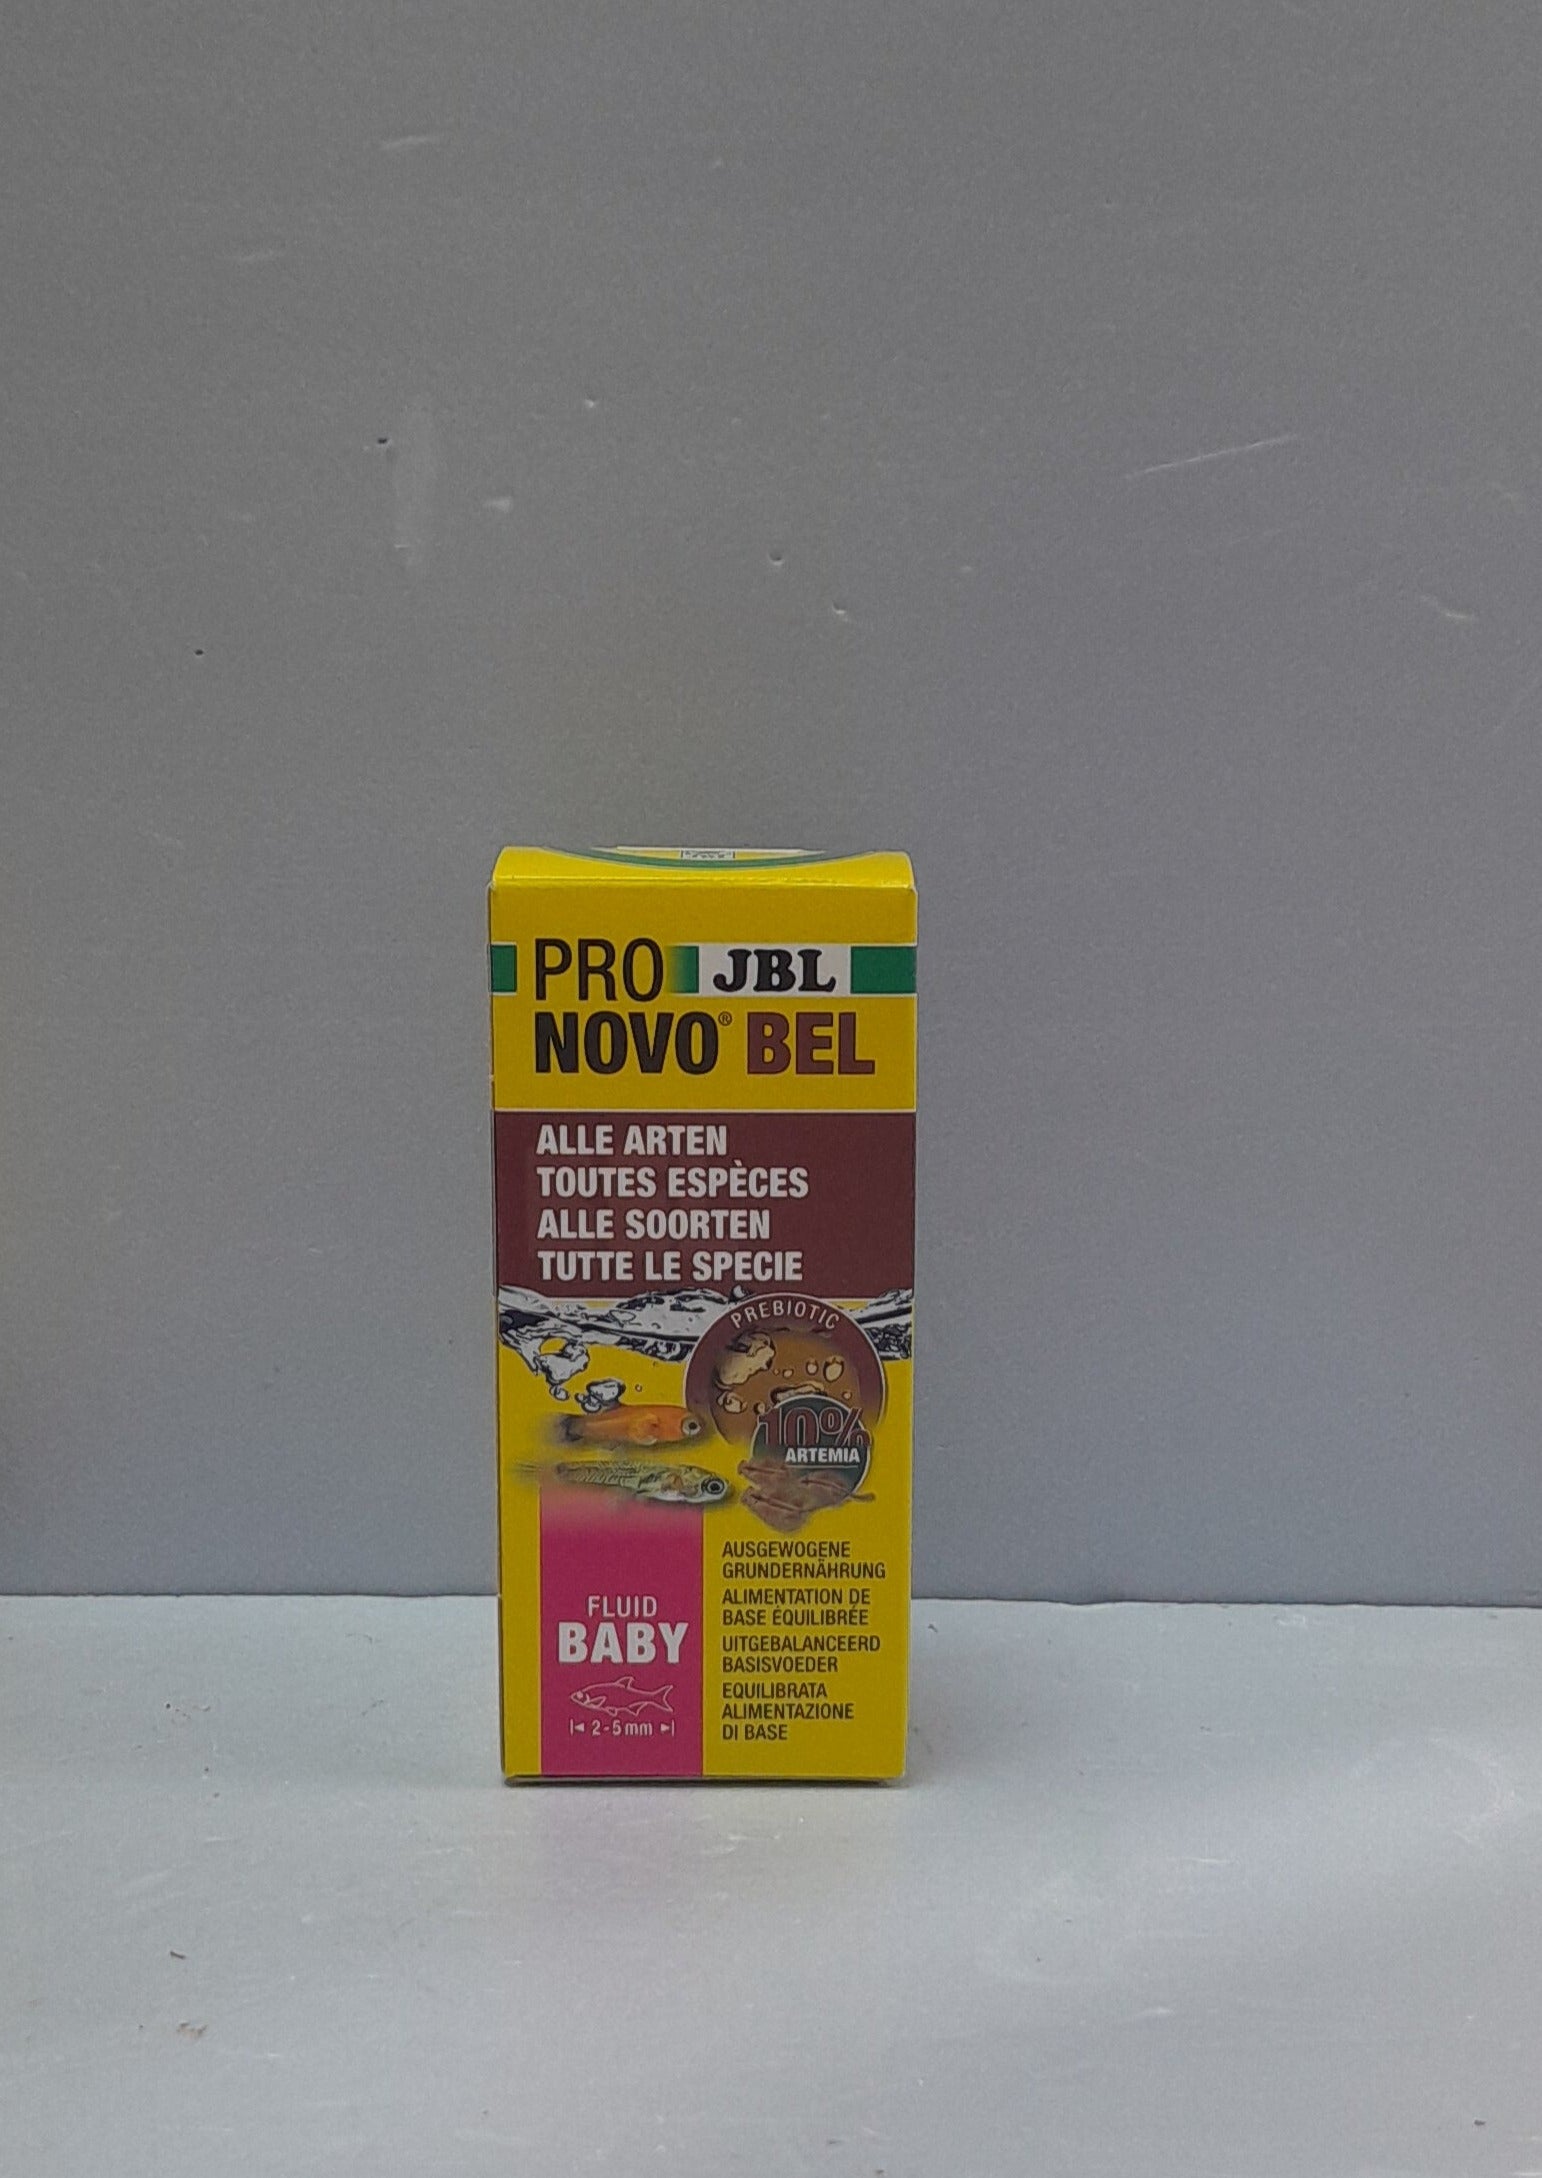 PRO JBL
NOVO® BEL
ALLE ARTEN
TOUTES ESPÈCES
ALLE SOORTEN
TUTTE LE SPECIE
PREBIOTIC
10%
ARTEMIA
FLUID
BABY
2-5 mm
AUSGEWOGENE
GRUNDERNÄHRUNG
ALIMENTATION DE
BASE ÉQUILIBRÉE
UITGEBALANCEERD
BASISVOEDER
EQUILIBRATA
ALIMENTAZIONE
DI BASE